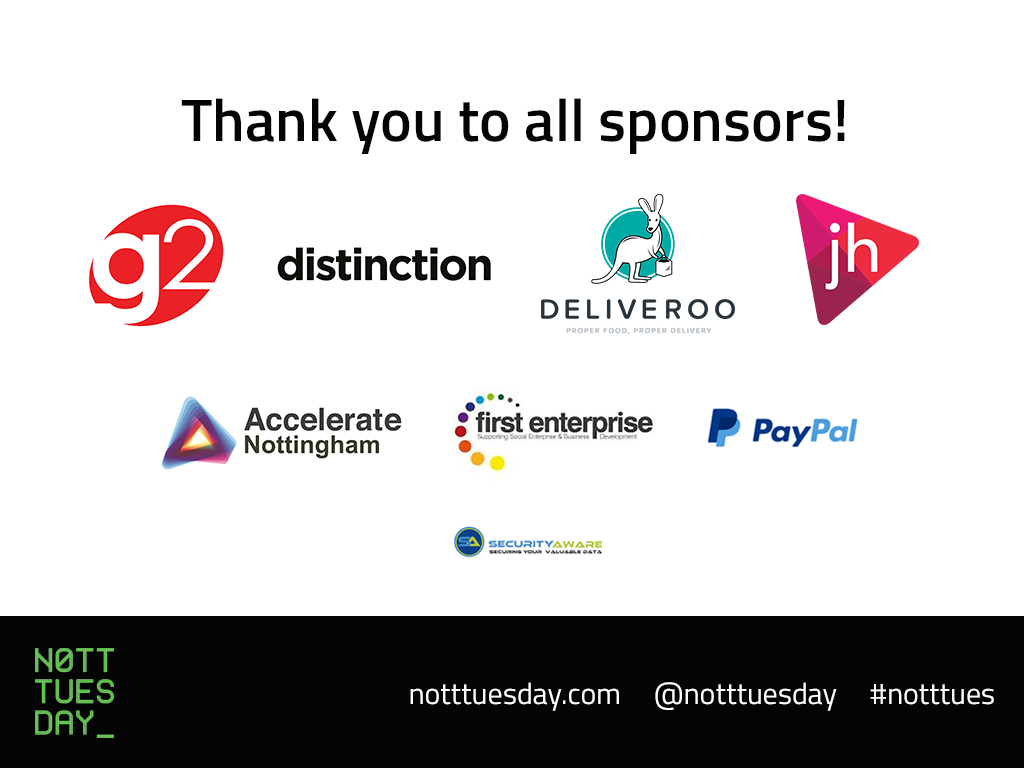 Thank you to all sponsors!
g2
distinction
DELIVEROO
PROPER FOOD, PROPER DELIVERY
jh
Accelerate
Nottingham
first enterprise
Supporting Social Enterprise & Business Development
PayPal
SA SECURITYAWARE
SECURING YOUR VALUABLE DATA
NØTT
TUES
DAY_
notttuesday.com @notttuesday #notttues